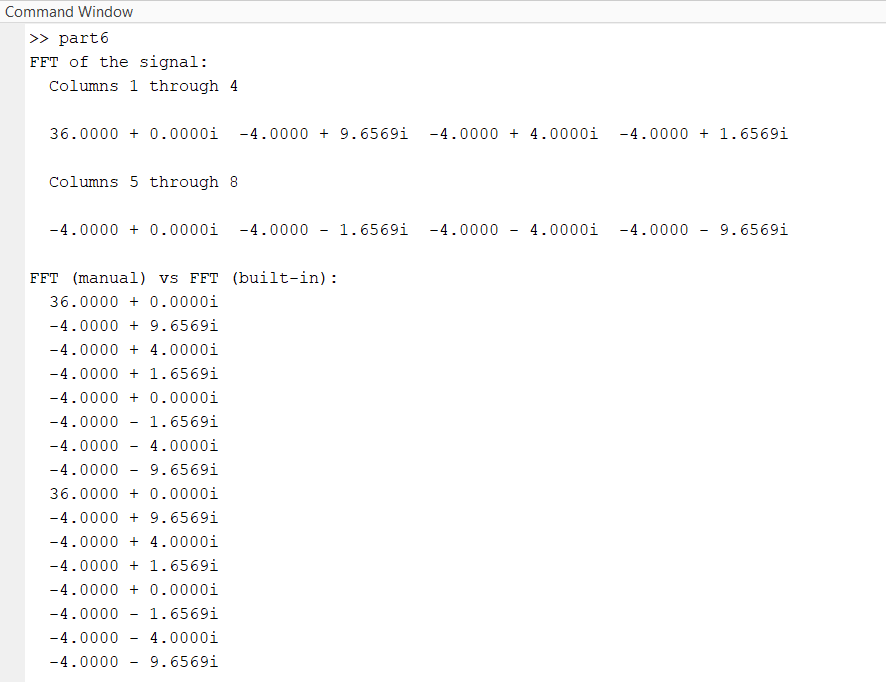 Command Window
>> part6
FFT of the signal:
Columns 1 through 4
36.0000 + 0.0000i -4.0000 + 9.6569i -4.0000 + 4.0000i -4.0000 + 1.6569i
Columns 5 through 8
-4.0000 + 0.0000i -4.0000 - 1.6569i -4.0000 - 4.0000i -4.0000 - 9.6569i
FFT (manual) vs FFT (built-in):
36.0000 + 0.0000i
-4.0000 + 9.6569i
-4.0000 + 4.0000i
-4.0000 + 1.6569i
-4.0000 + 0.0000i
-4.0000 - 1.6569i
-4.0000 - 4.0000i
-4.0000 - 9.6569i
36.0000 + 0.0000i
-4.0000 + 9.6569i
-4.0000 + 4.0000i
-4.0000 + 1.6569i
-4.0000 + 0.0000i
-4.0000 - 1.6569i
-4.0000 - 4.0000i
-4.0000 - 9.6569i